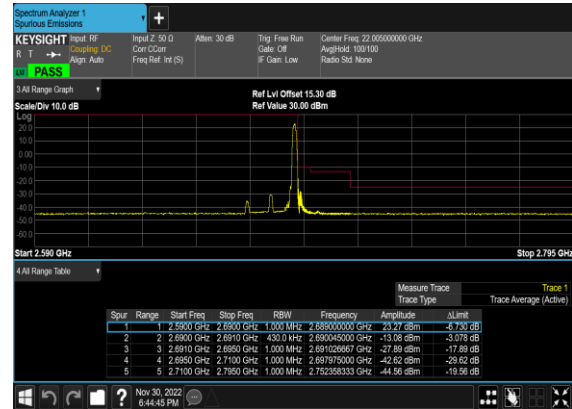 Spectrum Analyzer 1
Spurious Emissions
KEYSIGHT Input: RF Input Z: 50 Ω Atten: 30 dB Trig: Free Run Center Freq: 22.005000000 GHz
R T Coupling: DC Corr CCorr Gate: Off Avg|Hold: 100/100
Align: Auto Freq Ref: Int (S) IF Gain: Low Radio Std: None
PASS
3 All Range Graph
Ref Lvl Offset 15.30 dB
Scale/Div 10.0 dB Ref Value 30.00 dBm
Log
20.0
10.0
0.00
-10.0
-20.0
-30.0
-40.0
-50.0
-60.0
Start 2.590 GHz Stop 2.795 GHz
4 All Range Table
Measure Trace Trace 1
Trace Type Trace Average (Active)
Spur Range Start Freq Stop Freq RBW Frequency Amplitude ΔLimit
1 1 2.5900 GHz 2.6900 GHz 1.000 MHz 2.689000000 GHz 23.27 dBm -6.730 dB
2 2 2.6900 GHz 2.6910 GHz 430.0 kHz 2.690045000 GHz -13.08 dBm -3.078 dB
3 3 2.6910 GHz 2.6950 GHz 1.000 MHz 2.691026667 GHz -27.89 dBm -17.89 dB
4 4 2.6950 GHz 2.7100 GHz 1.000 MHz 2.697975000 GHz -42.62 dBm -29.62 dB
5 5 2.7100 GHz 2.7950 GHz 1.000 MHz 2.752358333 GHz -44.56 dBm -19.56 dB
Nov 30, 2022
6:44:45 PM